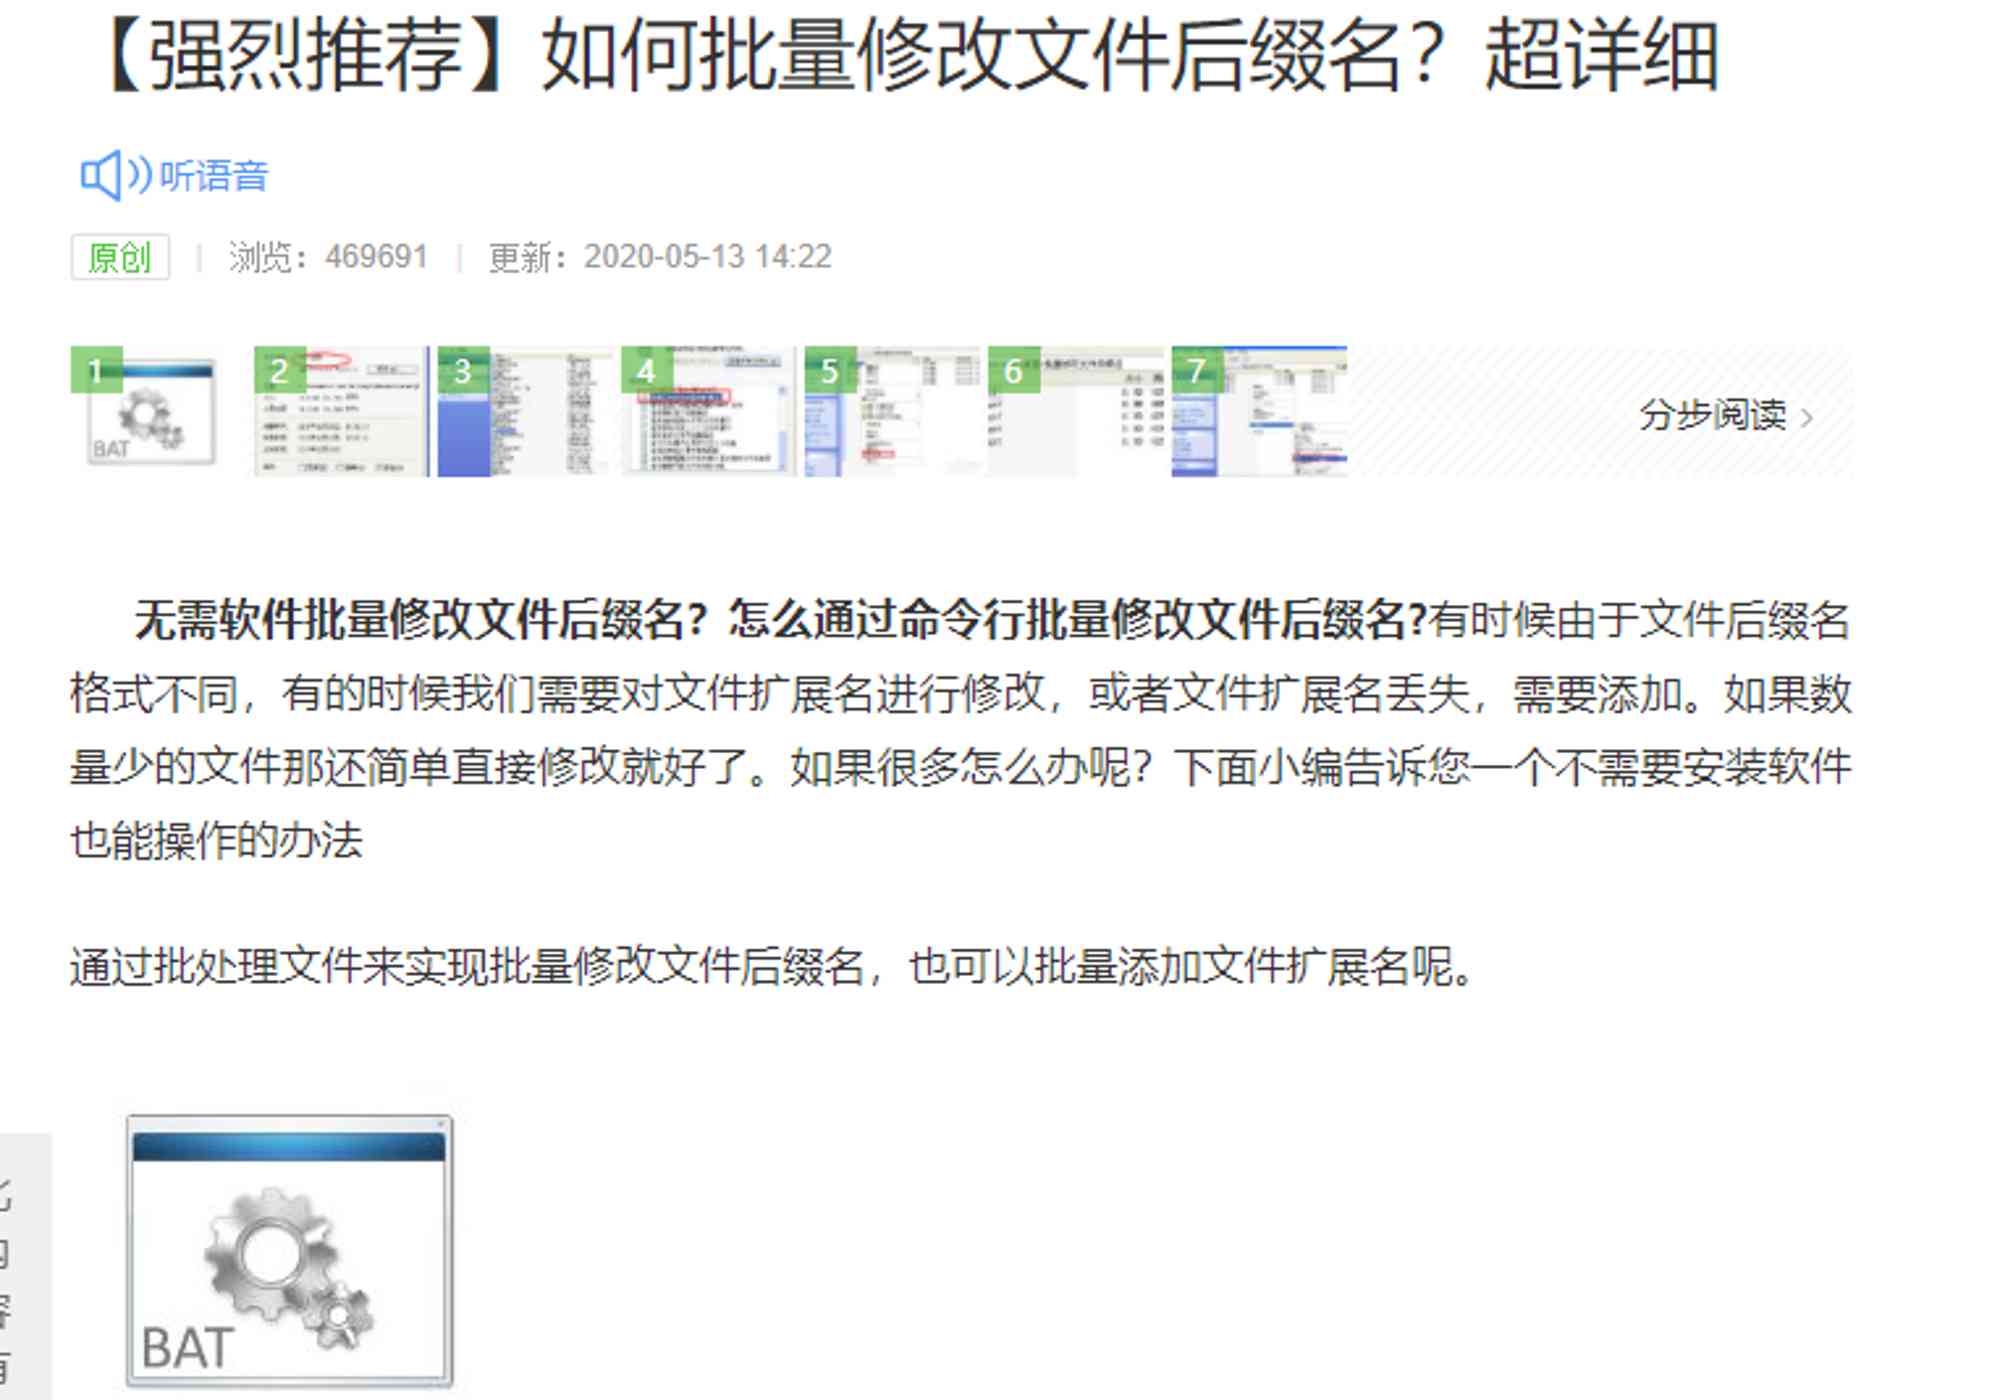 【强烈推荐】如何批量修改文件后缀名？超详细
听语音
原创 | 浏览：469691 | 更新：2020-05-13 14:22
1 2 3 4 5 6 7
BAT
分步阅读 >
无需软件批量修改文件后缀名？怎么通过命令行批量修改文件后缀名?有时候由于文件后缀名
格式不同，有的时候我们需要对文件扩展名进行修改，或者文件扩展名丢失，需要添加。如果数
量少的文件那还简单直接修改就好了。如果很多怎么办呢？下面小编告诉您一个不需要安装软件
也能操作的办法
通过批处理文件来实现批量修改文件后缀名，也可以批量添加文件扩展名呢。
BAT